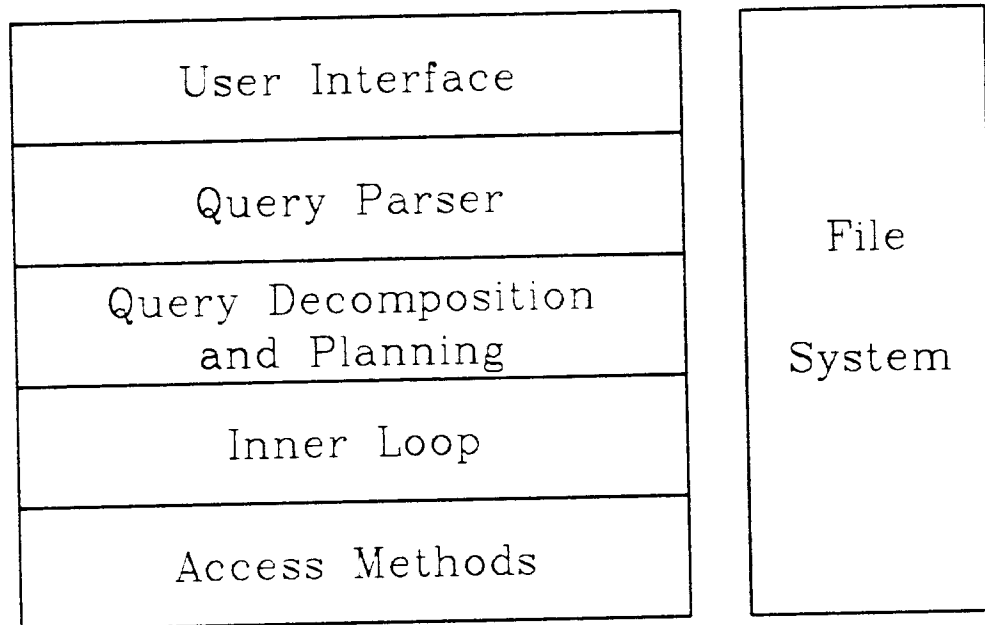 User Interface
Query Parser
Query Decomposition
and Planning
Inner Loop
Access Methods
File
System